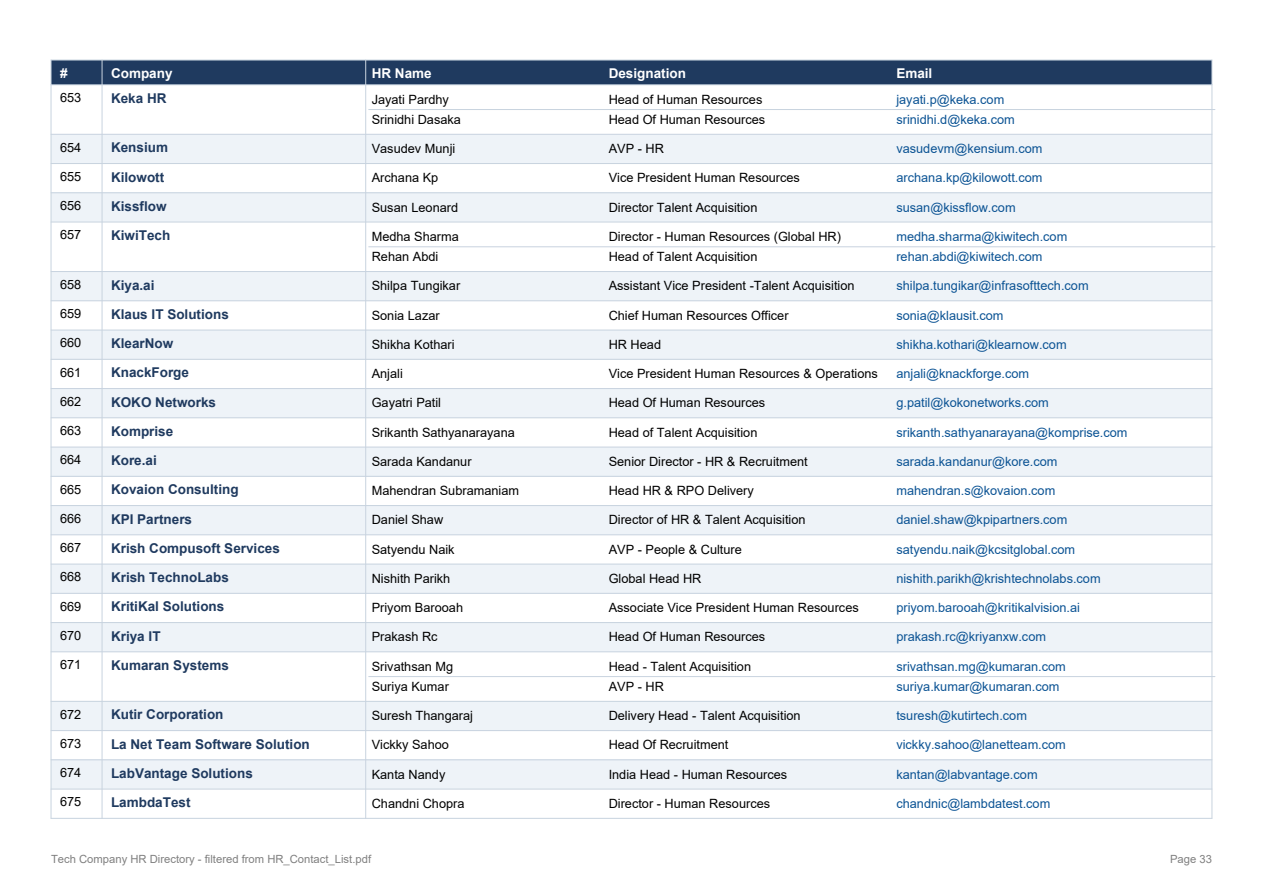 # Company HR Name Designation Email
653 Keka HR Jayati Pardhy Head of Human Resources jayati.p@keka.com
Srinidhi Dasaka Head Of Human Resources srinidhi.d@keka.com
654 Kensium Vasudev Munji AVP - HR vasudevm@kensium.com
655 Kilowott Archana Kp Vice President Human Resources archana.kp@kilowott.com
656 Kissflow Susan Leonard Director Talent Acquisition susan@kissflow.com
657 KiwiTech Medha Sharma Director - Human Resources (Global HR) medha.sharma@kiwitech.com
Rehan Abdi Head of Talent Acquisition rehan.abdi@kiwitech.com
658 Kiya.ai Shilpa Tungikar Assistant Vice President -Talent Acquisition shilpa.tungikar@infrasofttech.com
659 Klaus IT Solutions Sonia Lazar Chief Human Resources Officer sonia@klausit.com
660 KlearNow Shikha Kothari HR Head shikha.kothari@klearnow.com
661 KnackForge Anjali Vice President Human Resources & Operations anjali@knackforge.com
662 KOKO Networks Gayatri Patil Head Of Human Resources g.patil@kokonetworks.com
663 Komprise Srikanth Sathyanarayana Head of Talent Acquisition srikanth.sathyanarayana@komprise.com
664 Kore.ai Sarada Kandanur Senior Director - HR & Recruitment sarada.kandanur@kore.com
665 Kovaion Consulting Mahendran Subramaniam Head HR & RPO Delivery mahendran.s@kovaion.com
666 KPI Partners Daniel Shaw Director of HR & Talent Acquisition daniel.shaw@kpipartners.com
667 Krish Compusoft Services Satyendu Naik AVP - People & Culture satyendu.naik@kcsitglobal.com
668 Krish TechnoLabs Nishith Parikh Global Head HR nishith.parikh@krishtechnolabs.com
669 KritiKal Solutions Priyom Barooah Associate Vice President Human Resources priyom.barooah@kritikalvision.ai
670 Kriya IT Prakash Rc Head Of Human Resources prakash.rc@kriyanxw.com
671 Kumaran Systems Srivathsan Mg Head - Talent Acquisition srivathsan.mg@kumaran.com
Suriya Kumar AVP - HR suriya.kumar@kumaran.com
672 Kutir Corporation Suresh Thangaraj Delivery Head - Talent Acquisition tsuresh@kutirtech.com
673 La Net Team Software Solution Vickky Sahoo Head Of Recruitment vickky.sahoo@lanetteam.com
674 LabVantage Solutions Kanta Nandy India Head - Human Resources kantan@labvantage.com
675 LambdaTest Chandni Chopra Director - Human Resources chandnic@lambdatest.com
Tech Company HR Directory - filtered from HR_Contact_List.pdf Page 33